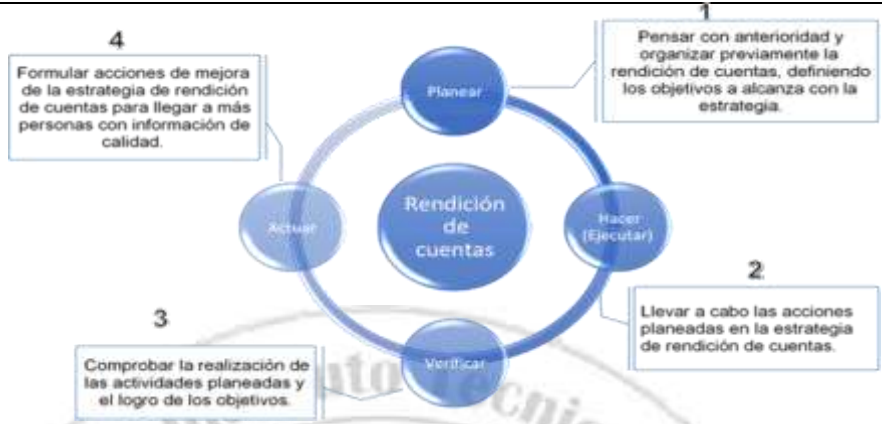 1
Pensar con anterioridad y
organizar previamente la
rendición de cuentas, definiendo
los objetivos a alcanza con la
estrategia.
4
Formular acciones de mejora
de la estrategia de rendición
de cuentas para llegar a más
personas con información de
calidad.
Planear
Rendición
de
cuentas
Hacer
(Ejecutar)
Actuar
2
Llevar a cabo las acciones
planeadas en la estrategia
de rendición de cuentas.
3
Comprobar la realización de
las actividades planeadas y
el logro de los objetivos.
Verificar